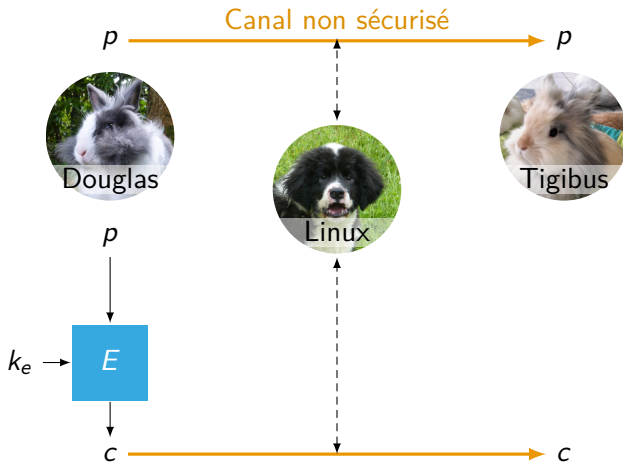 Canal non sécurisé
p p
Douglas Linux Tigibus
p
k_e E
c c